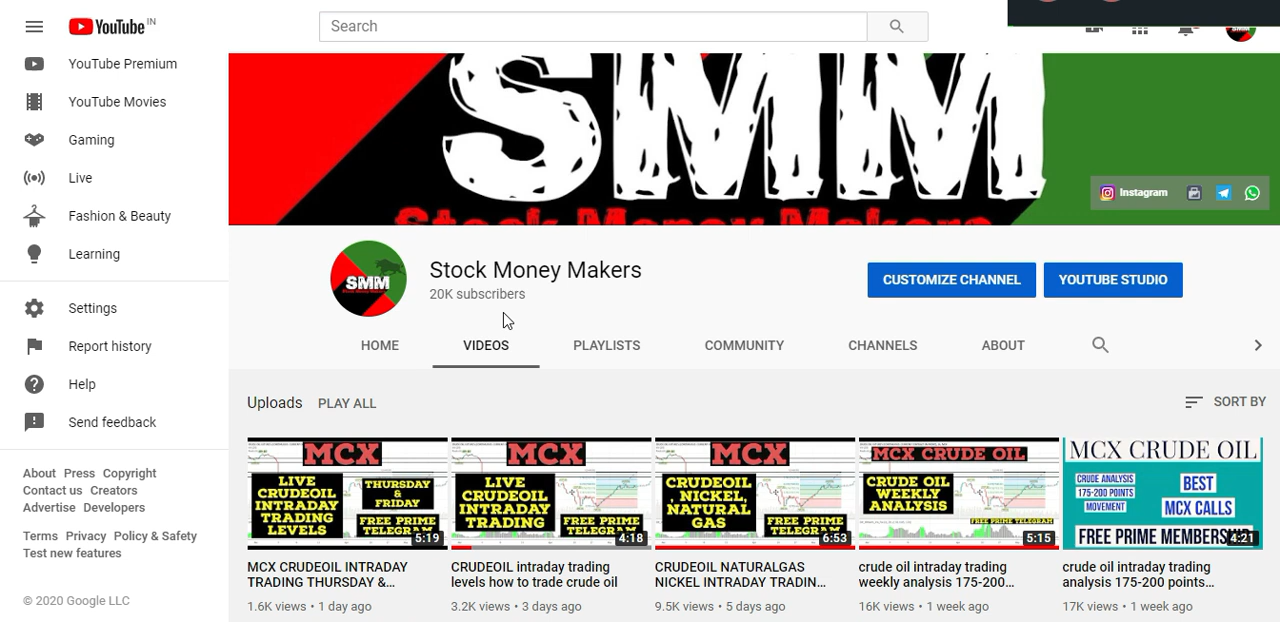 YouTube IN
Search
YouTube Premium
YouTube Movies
Gaming
Live
Fashion & Beauty
Learning
Settings
Report history
Help
Send feedback
About Press Copyright
Contact us Creators
Advertise Developers
Terms Privacy Policy & Safety
Test new features
© 2020 Google LLC
SMM
Stock Money Makers
Instagram
SMM
Stock Money Makers
20K subscribers
CUSTOMIZE CHANNEL
YOUTUBE STUDIO
HOME VIDEOS PLAYLISTS COMMUNITY CHANNELS ABOUT
Uploads PLAY ALL
SORT BY
MCX
LIVE
CRUDEOIL
INTRADAY
TRADING
LEVELS
THURSDAY
&
FRIDAY
FREE PRIME
TELEGRAM
5:19
MCX CRUDEOIL INTRADAY
TRADING THURSDAY &...
1.6K views • 1 day ago
MCX
LIVE
CRUDEOIL
INTRADAY
TRADING
FREE PRIME
TELEGRAM
4:18
CRUDEOIL intraday trading
levels how to trade crude oil
3.2K views • 3 days ago
MCX
CRUDEOIL
, NICKEL,
NATURAL
GAS
FREE PRIME
TELEGRAM
6:53
CRUDEOIL NATURALGAS
NICKEL INTRADAY TRADIN...
9.5K views • 5 days ago
MCX CRUDE OIL
CRUDE OIL
WEEKLY
ANALYSIS
FREE PRIME TELEGRAM
5:15
crude oil intraday trading
weekly analysis 175-200...
16K views • 1 week ago
MCX CRUDE OIL
CRUDE ANALYSIS
175-200 POINTS
MOVEMENT
BEST
MCX CALLS
FREE PRIME MEMBERSHIP
4:21
crude oil intraday trading
analysis 175-200 points...
17K views • 1 week ago